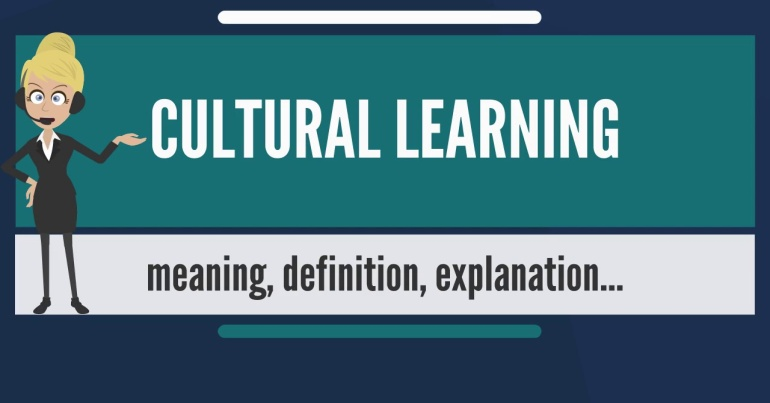 CULTURAL LEARNING
meaning, definition, explanation...